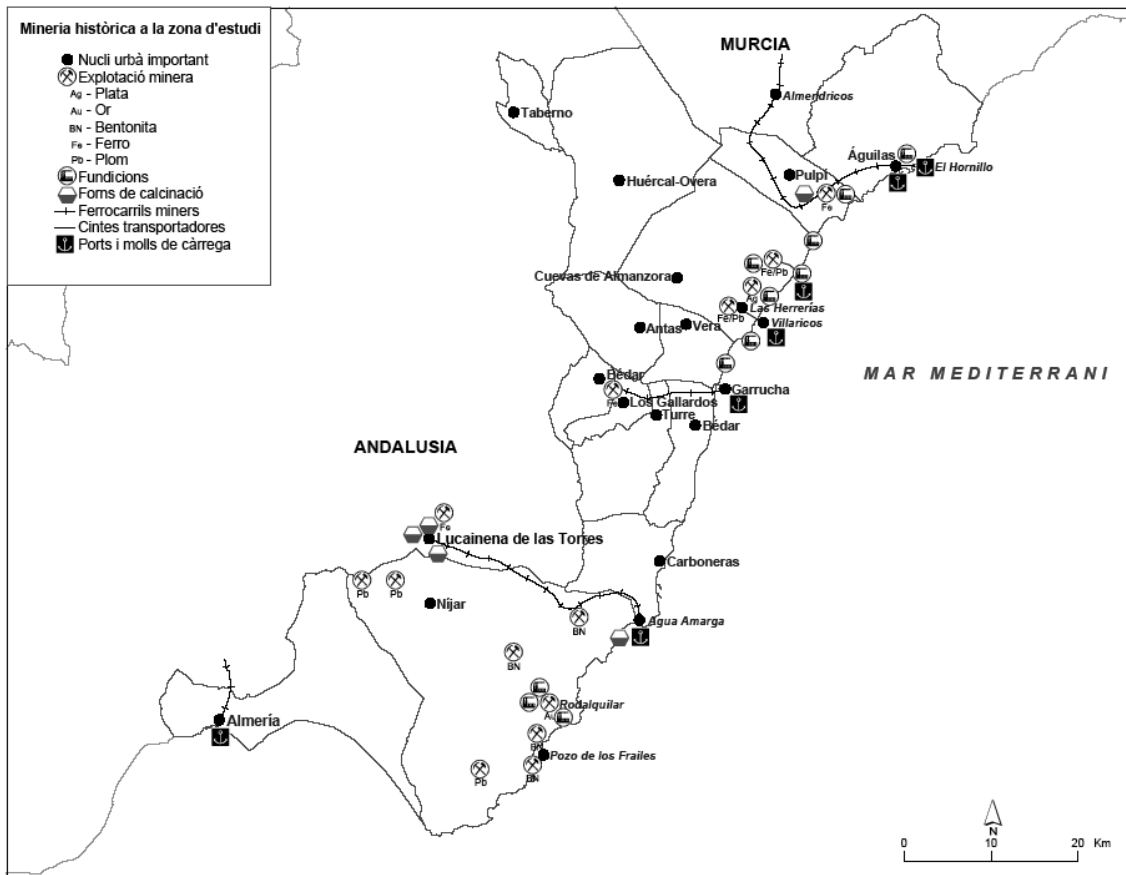 Mineria històrica a la zona d'estudi
Nucli urbà important
Explotació minera
Ag - Plata
Au - Or
BN - Bentonita
Fe - Ferro
Pb - Plom
Fundicions
Forns de calcinació
Ferrocarrils miners
Cintes transportadores
Ports i molls de càrrega
MURCIA
Almendricos
Taberno
Águilas
El Hornillo
Pulpí
Huércal-Overa
Fe
Cuevas de Almanzora
Fe/Pb
Ag
Las Herrerías
Fe/Pb
Villaricos
Antas
Vera
MAR MEDITERRANI
Bédar
Garrucha
Fe
Los Gallardos
Turre
Bédar
ANDALUSIA
Fe
Lucainena de las Torres
Carboneras
Pb
Pb
Níjar
BN
Agua Amarga
BN
Rodalquilar
Au
Almería
BN
Pozo de los Frailes
Pb
BN
N
0 10 20 Km